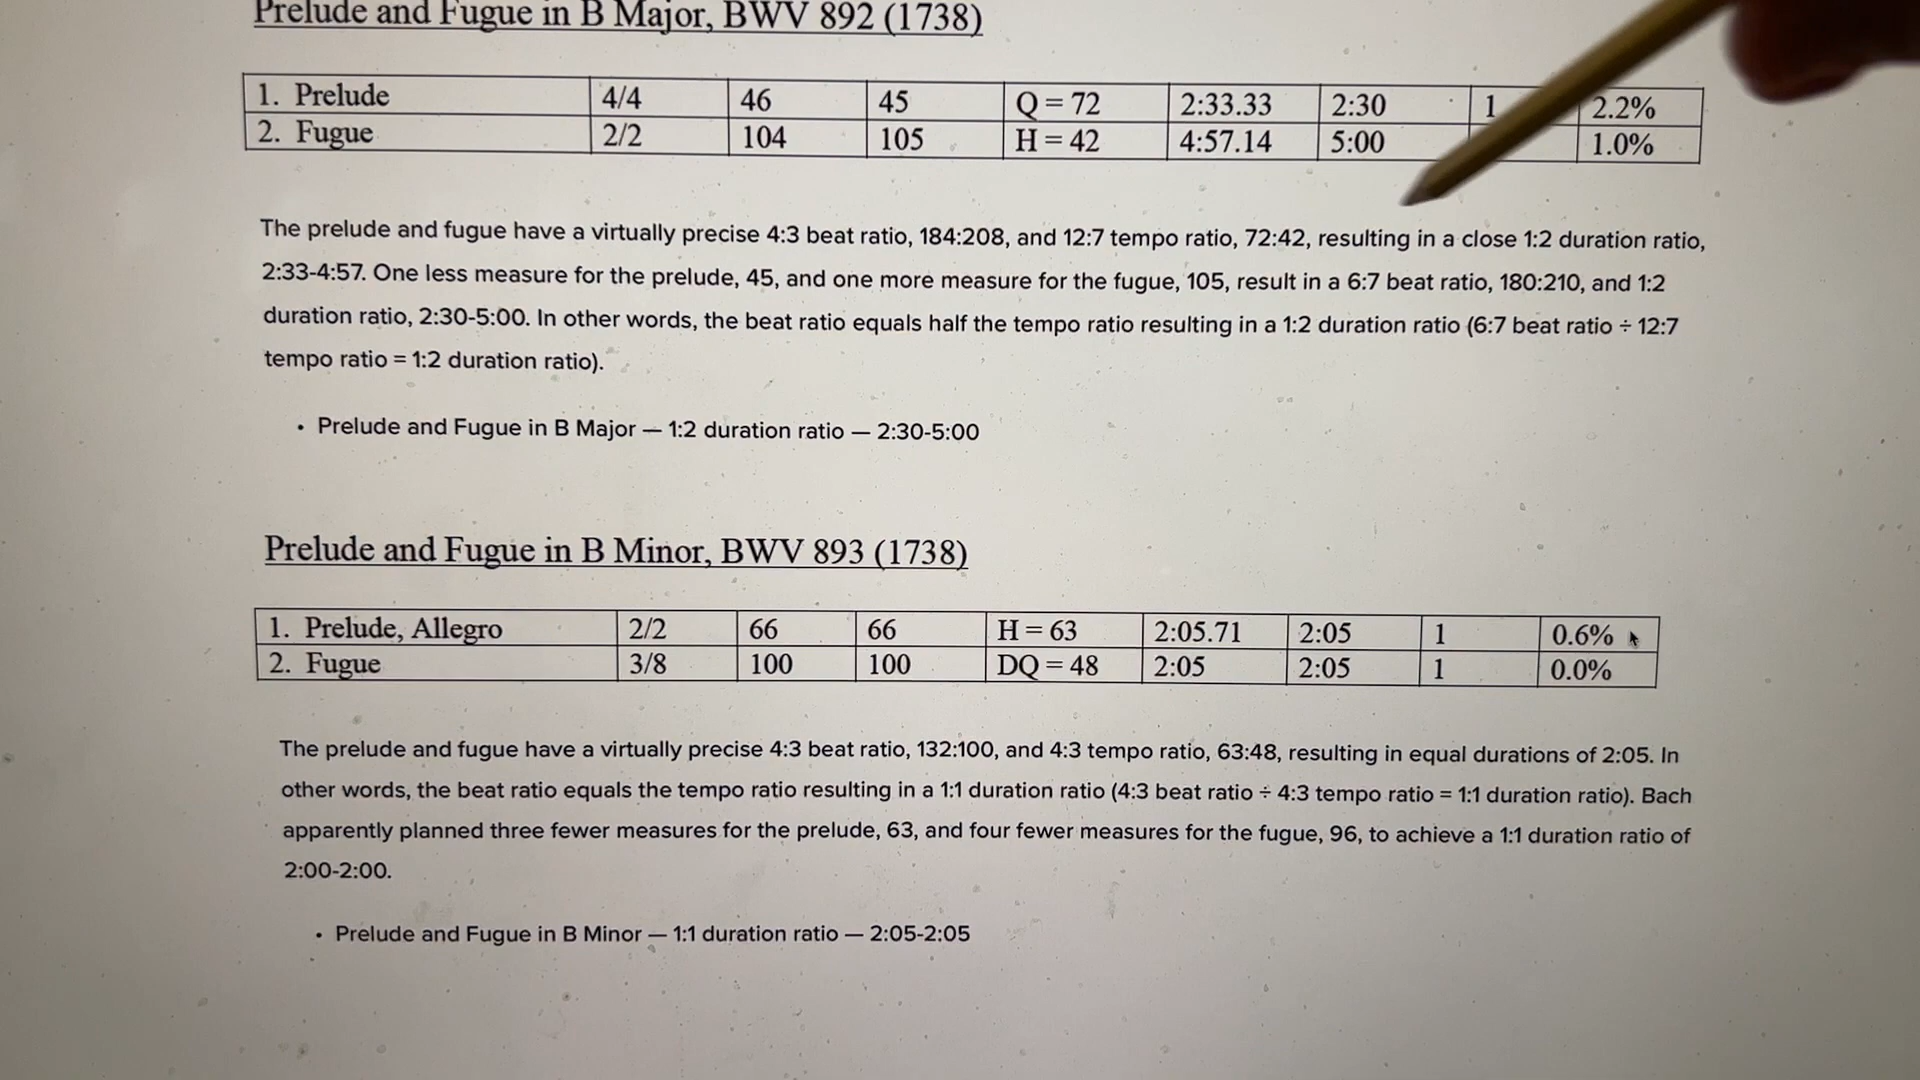 Prelude and Fugue in B Major, BWV 892 (1738)
1. Prelude 4/4 46 45 Q = 72 2:33.33 2:30 1 2.2%
2. Fugue 2/2 104 105 H = 42 4:57.14 5:00 1.0%
The prelude and fugue have a virtually precise 4:3 beat ratio, 184:208, and 12:7 tempo ratio, 72:42, resulting in a close 1:2 duration ratio,
2:33-4:57. One less measure for the prelude, 45, and one more measure for the fugue, 105, result in a 6:7 beat ratio, 180:210, and 1:2
duration ratio, 2:30-5:00. In other words, the beat ratio equals half the tempo ratio resulting in a 1:2 duration ratio (6:7 beat ratio ÷ 12:7
tempo ratio = 1:2 duration ratio).
• Prelude and Fugue in B Major — 1:2 duration ratio — 2:30-5:00
Prelude and Fugue in B Minor, BWV 893 (1738)
1. Prelude, Allegro 2/2 66 66 H = 63 2:05.71 2:05 1 0.6%
2. Fugue 3/8 100 100 DQ = 48 2:05 2:05 1 0.0%
The prelude and fugue have a virtually precise 4:3 beat ratio, 132:100, and 4:3 tempo ratio, 63:48, resulting in equal durations of 2:05. In
other words, the beat ratio equals the tempo ratio resulting in a 1:1 duration ratio (4:3 beat ratio ÷ 4:3 tempo ratio = 1:1 duration ratio). Bach
apparently planned three fewer measures for the prelude, 63, and four fewer measures for the fugue, 96, to achieve a 1:1 duration ratio of
2:00-2:00.
• Prelude and Fugue in B Minor — 1:1 duration ratio — 2:05-2:05